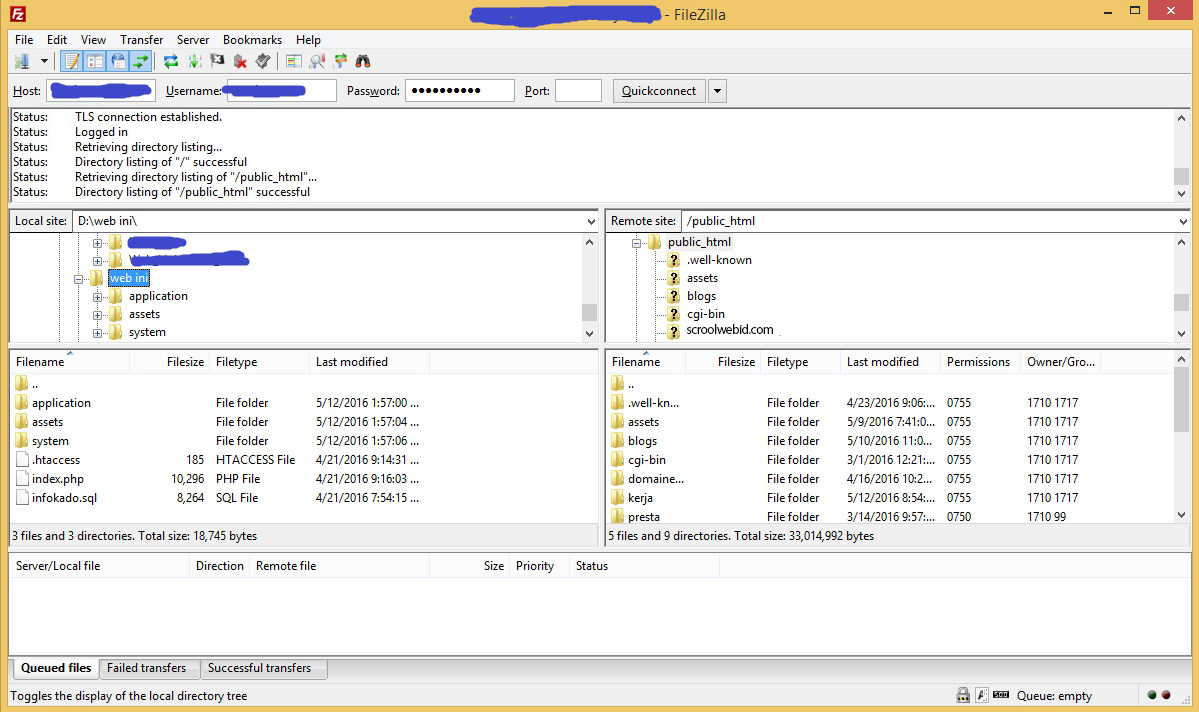 - FileZilla
File Edit View Transfer Server Bookmarks Help
Host: Username: Password: ●●●●●●●●●● Port: Quickconnect
Status: TLS connection established.
Status: Logged in
Status: Retrieving directory listing...
Status: Directory listing of "/" successful
Status: Retrieving directory listing of "/public_html"...
Status: Directory listing of "/public_html" successful
Local site: D:\web ini\
web ini
application
assets
system
Remote site: /public_html
public_html
.well-known
assets
blogs
cgi-bin
scroolwebid.com
Filename Filesize Filetype Last modified
..
application File folder 5/12/2016 1:57:00 ...
assets File folder 5/12/2016 1:57:04 ...
system File folder 5/12/2016 1:57:06 ...
.htaccess 185 HTACCESS File 4/21/2016 9:14:31 ...
index.php 10,296 PHP File 4/21/2016 9:16:03 ...
infokado.sql 8,264 SQL File 4/21/2016 7:54:15 ...
3 files and 3 directories. Total size: 18,745 bytes
Filename Filesize Filetype Last modified Permissions Owner/Gro...
..
.well-kn... File folder 4/23/2016 9:06:... 0755 1710 1717
assets File folder 5/9/2016 7:41:0... 0755 1710 1717
blogs File folder 5/10/2016 11:0... 0755 1710 1717
cgi-bin File folder 3/1/2016 12:21:... 0755 1710 1717
domaine... File folder 4/16/2016 10:2... 0755 1710 1717
kerja File folder 5/12/2016 8:54:... 0755 1710 1717
presta File folder 3/14/2016 9:57:... 0750 1710 99
5 files and 9 directories. Total size: 33,014,992 bytes
Server/Local file Direction Remote file Size Priority Status
Queued files Failed transfers Successful transfers
Toggles the display of the local directory tree Queue: empty